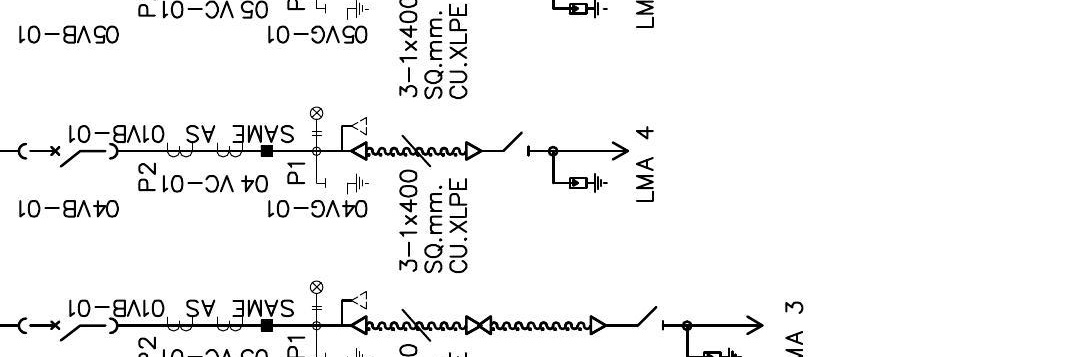 05 VC-01
05VB-01
05VG-01
3-1x400
SQ.mm.
CU.XLPE
LM
SAME AS 01VB-01
P2
04 VC-01
P1
04VB-01
04VG-01
3-1x400
SQ.mm.
CU.XLPE
LMA 4
SAME AS 01VB-01
P2
P1
MA 3